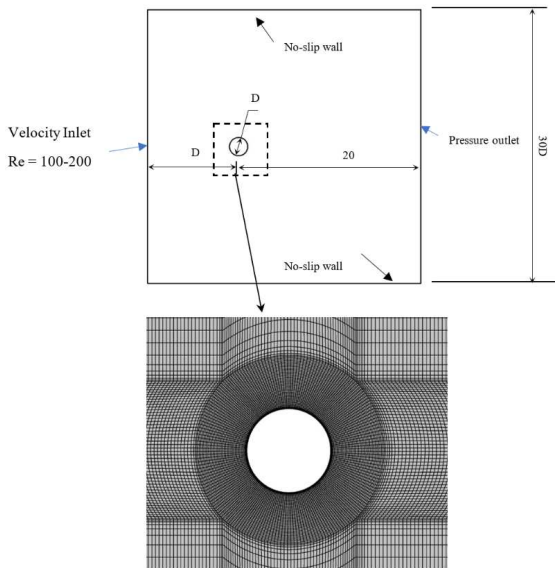 No-slip wall
D
Velocity Inlet
Re = 100-200
Pressure outlet
30D
D
20
No-slip wall